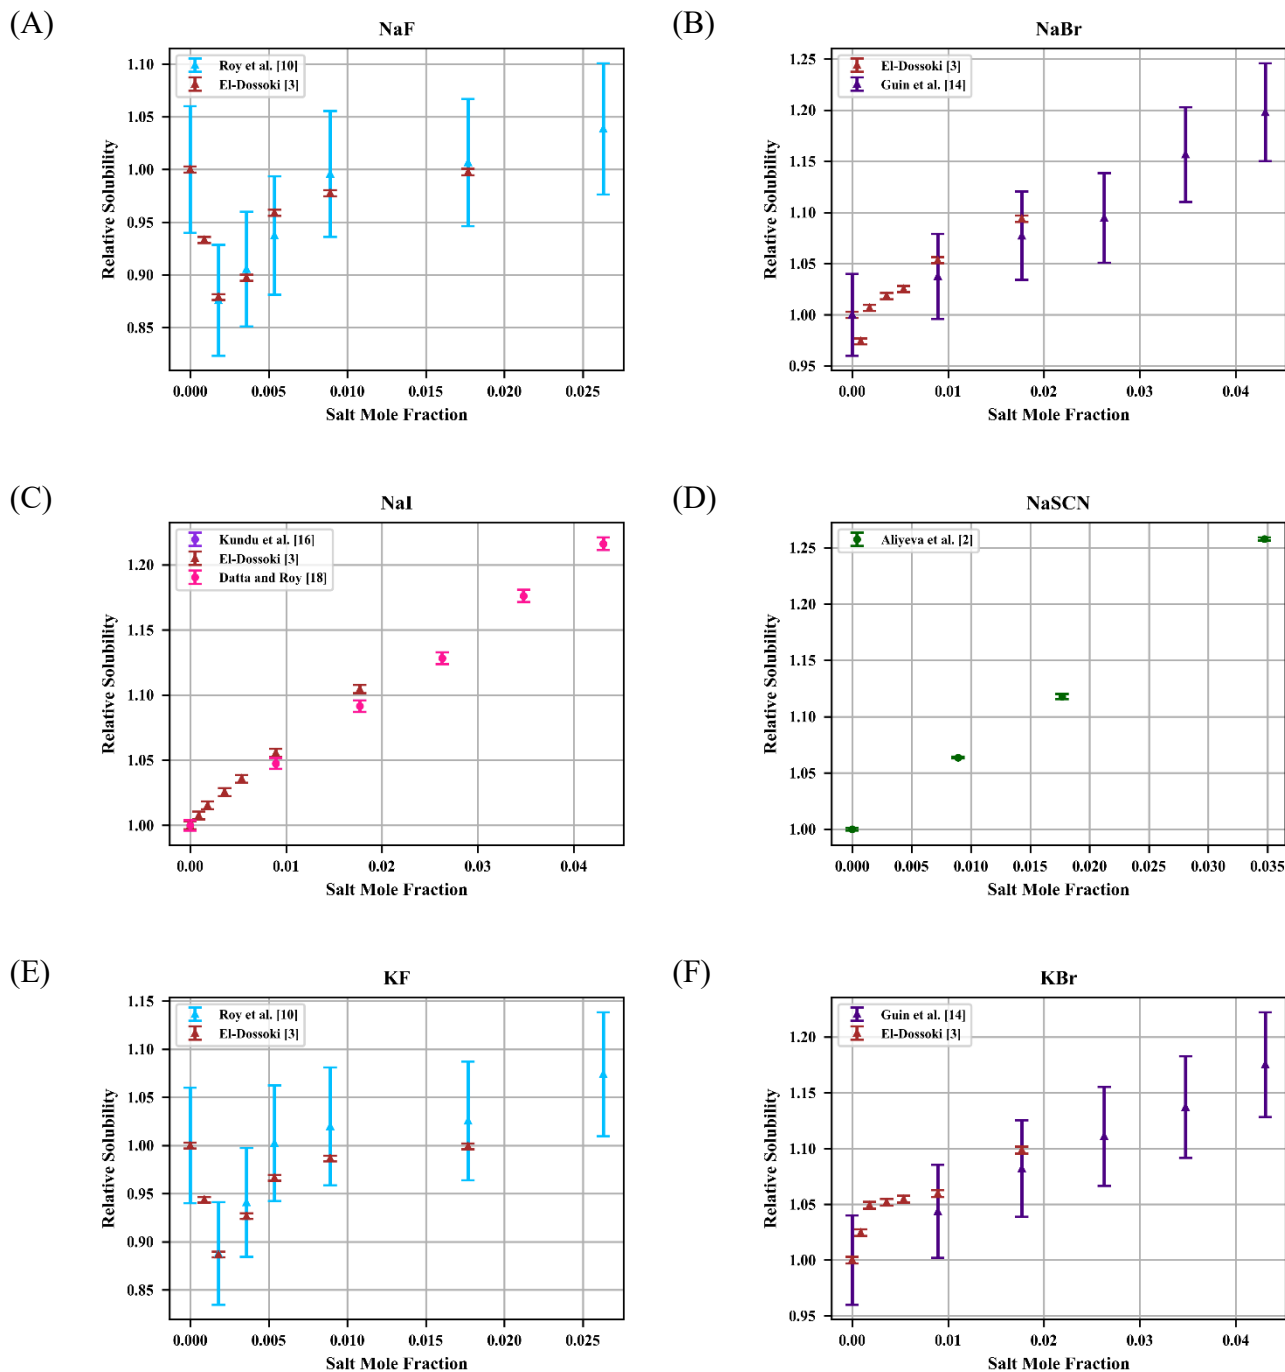 (A)
NaF
Roy et al. [10]
El-Dossoki [3]
1.10
1.05
1.00
0.95
0.90
0.85
Relative Solubility
0.000 0.005 0.010 0.015 0.020 0.025
Salt Mole Fraction
(B)
NaBr
El-Dossoki [3]
Guin et al. [14]
1.25
1.20
1.15
1.10
1.05
1.00
0.95
Relative Solubility
0.00 0.01 0.02 0.03 0.04
Salt Mole Fraction
(C)
NaI
Kundu et al. [16]
El-Dossoki [3]
Datta and Roy [18]
1.20
1.15
1.10
1.05
1.00
Relative Solubility
0.00 0.01 0.02 0.03 0.04
Salt Mole Fraction
(D)
NaSCN
Aliyeva et al. [2]
1.25
1.20
1.15
1.10
1.05
1.00
Relative Solubility
0.000 0.005 0.010 0.015 0.020 0.025 0.030 0.035
Salt Mole Fraction
(E)
KF
Roy et al. [10]
El-Dossoki [3]
1.15
1.10
1.05
1.00
0.95
0.90
0.85
Relative Solubility
0.000 0.005 0.010 0.015 0.020 0.025
Salt Mole Fraction
(F)
KBr
Guin et al. [14]
El-Dossoki [3]
1.20
1.15
1.10
1.05
1.00
0.95
Relative Solubility
0.00 0.01 0.02 0.03 0.04
Salt Mole Fraction